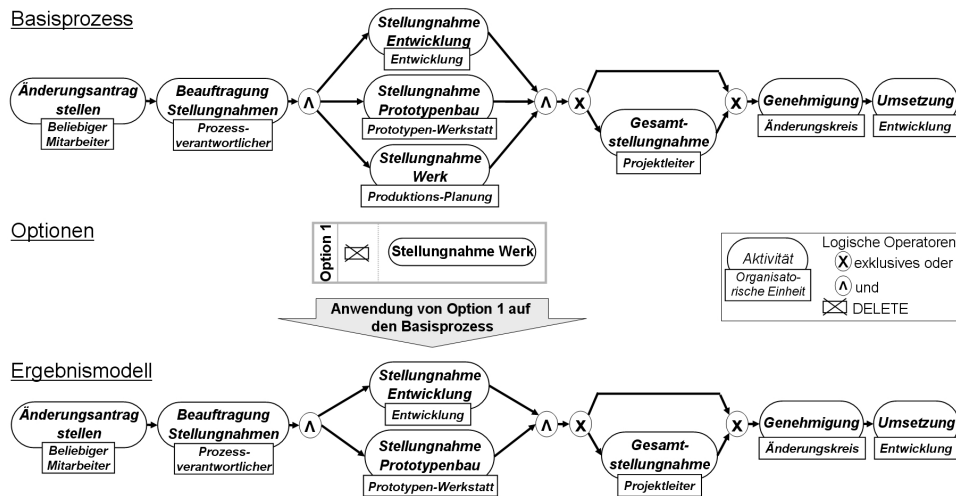 Basisprozess
Änderungsantrag
stellen
Beliebiger
Mitarbeiter
Beauftragung
Stellungnahmen
Prozess-
verantwortlicher
Λ
Stellungnahme
Entwicklung
Entwicklung
Stellungnahme
Prototypenbau
Prototypen-Werkstatt
Stellungnahme
Werk
Produktions-Planung
Λ
X
Gesamt-
stellungnahme
Projektleiter
X
Genehmigung
Änderungskreis
Umsetzung
Entwicklung
Optionen
Option 1
Stellungnahme Werk
Aktivität
Organisato-
rische Einheit
Logische Operatoren
X exklusives oder
Λ und
DELETE
Anwendung von Option 1 auf
den Basisprozess
Ergebnismodell
Änderungsantrag
stellen
Beliebiger
Mitarbeiter
Beauftragung
Stellungnahmen
Prozess-
verantwortlicher
Λ
Stellungnahme
Entwicklung
Entwicklung
Stellungnahme
Prototypenbau
Prototypen-Werkstatt
Λ
X
Gesamt-
stellungnahme
Projektleiter
X
Genehmigung
Änderungskreis
Umsetzung
Entwicklung